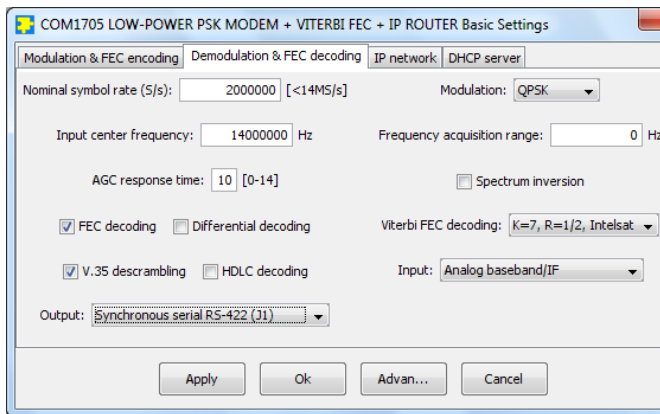 COM1705 LOW-POWER PSK MODEM + VITERBI FEC + IP ROUTER Basic Settings
Modulation & FEC encoding Demodulation & FEC decoding IP network DHCP server
Nominal symbol rate (S/s): 2000000 [<14MS/s] Modulation: QPSK
Input center frequency: 14000000 Hz Frequency acquisition range: 0 Hz
AGC response time: 10 [0-14] Spectrum inversion
FEC decoding Differential decoding Viterbi FEC decoding: K=7, R=1/2, Intelsat
V.35 descrambling HDLC decoding Input: Analog baseband/IF
Output: Synchronous serial RS-422 (J1)
Apply Ok Advan... Cancel